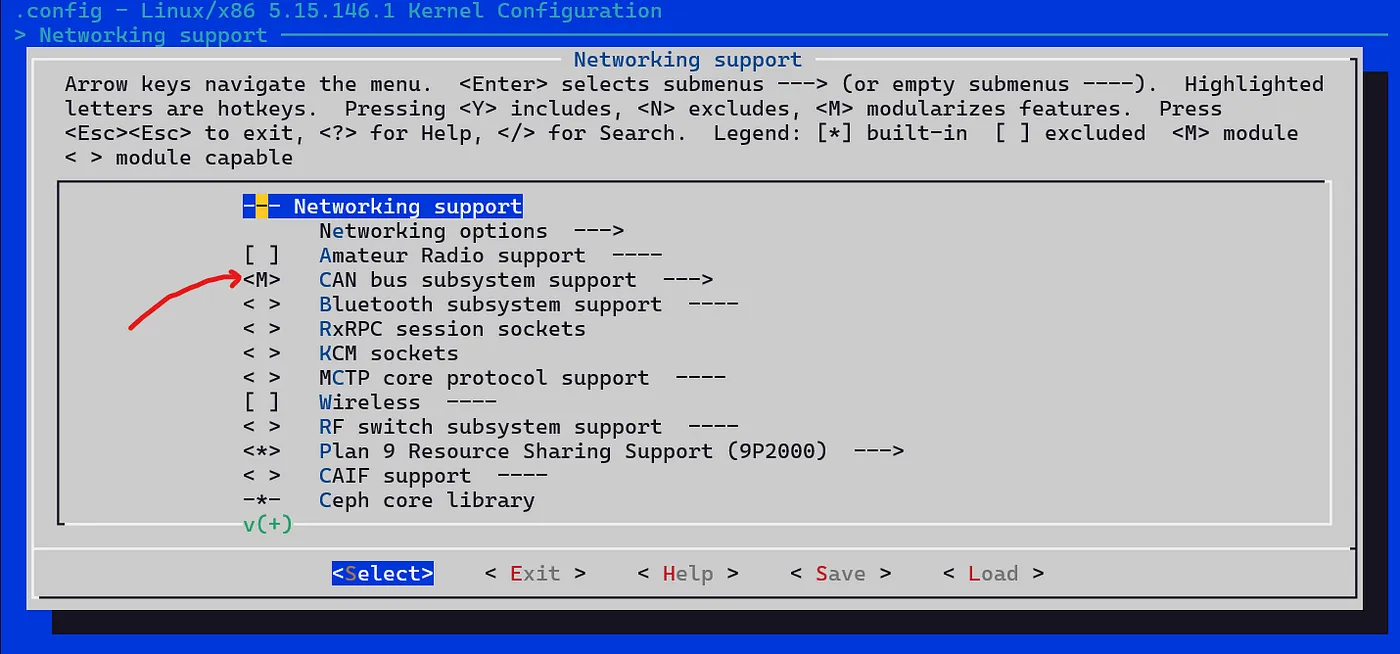 .config - Linux/x86 5.15.146.1 Kernel Configuration
> Networking support
Networking support
Arrow keys navigate the menu.  <Enter> selects submenus ---> (or empty submenus ----).  Highlighted
letters are hotkeys.  Pressing <Y> includes, <N> excludes, <M> modularizes features.  Press
<Esc><Esc> to exit, <?> for Help, </> for Search.  Legend: [*] built-in  [ ] excluded  <M> module
< > module capable
--- Networking support
Networking options  --->
[ ]   Amateur Radio support  ----
<M>   CAN bus subsystem support  --->
< >   Bluetooth subsystem support  ----
< >   RxRPC session sockets
< >   KCM sockets
< >   MCTP core protocol support  ----
[ ]   Wireless  ----
< >   RF switch subsystem support  ----
<*>   Plan 9 Resource Sharing Support (9P2000)  --->
< >   CAIF support  ----
-*-   Ceph core library
v(+)
<Select>    < Exit >    < Help >    < Save >    < Load >